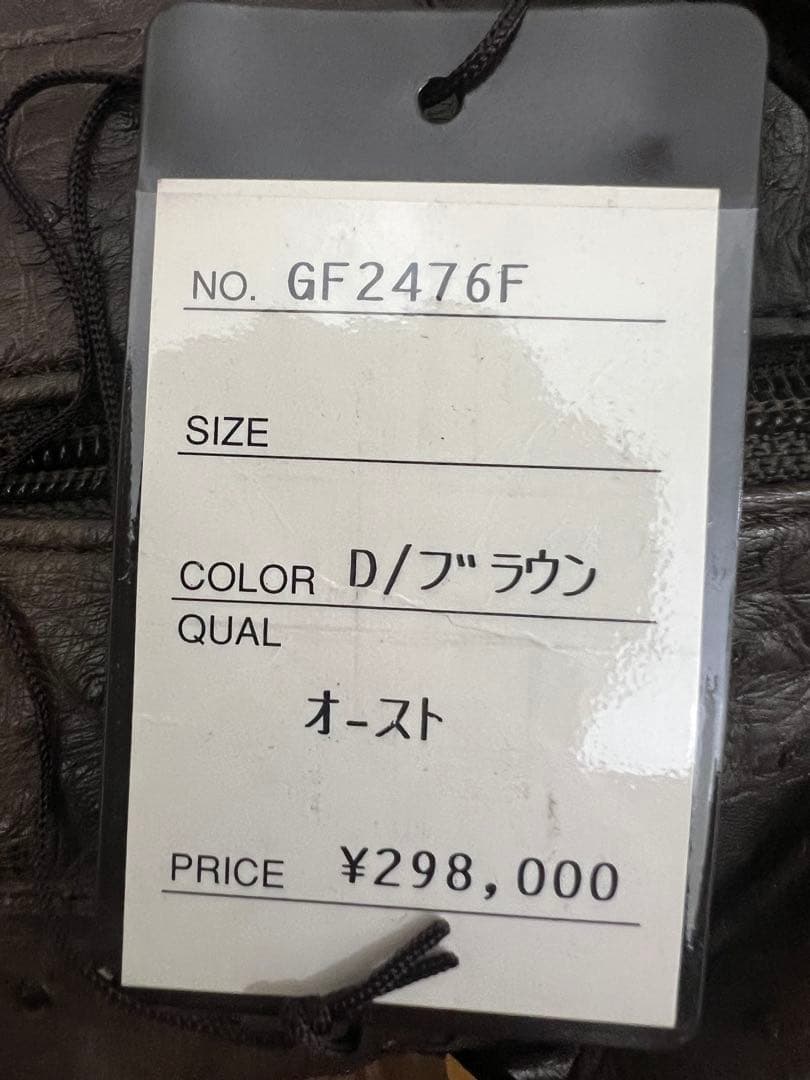 NO. GF2476F
SIZE
COLOR D/ブラウン
QUAL
オースト
PRICE ¥298,000